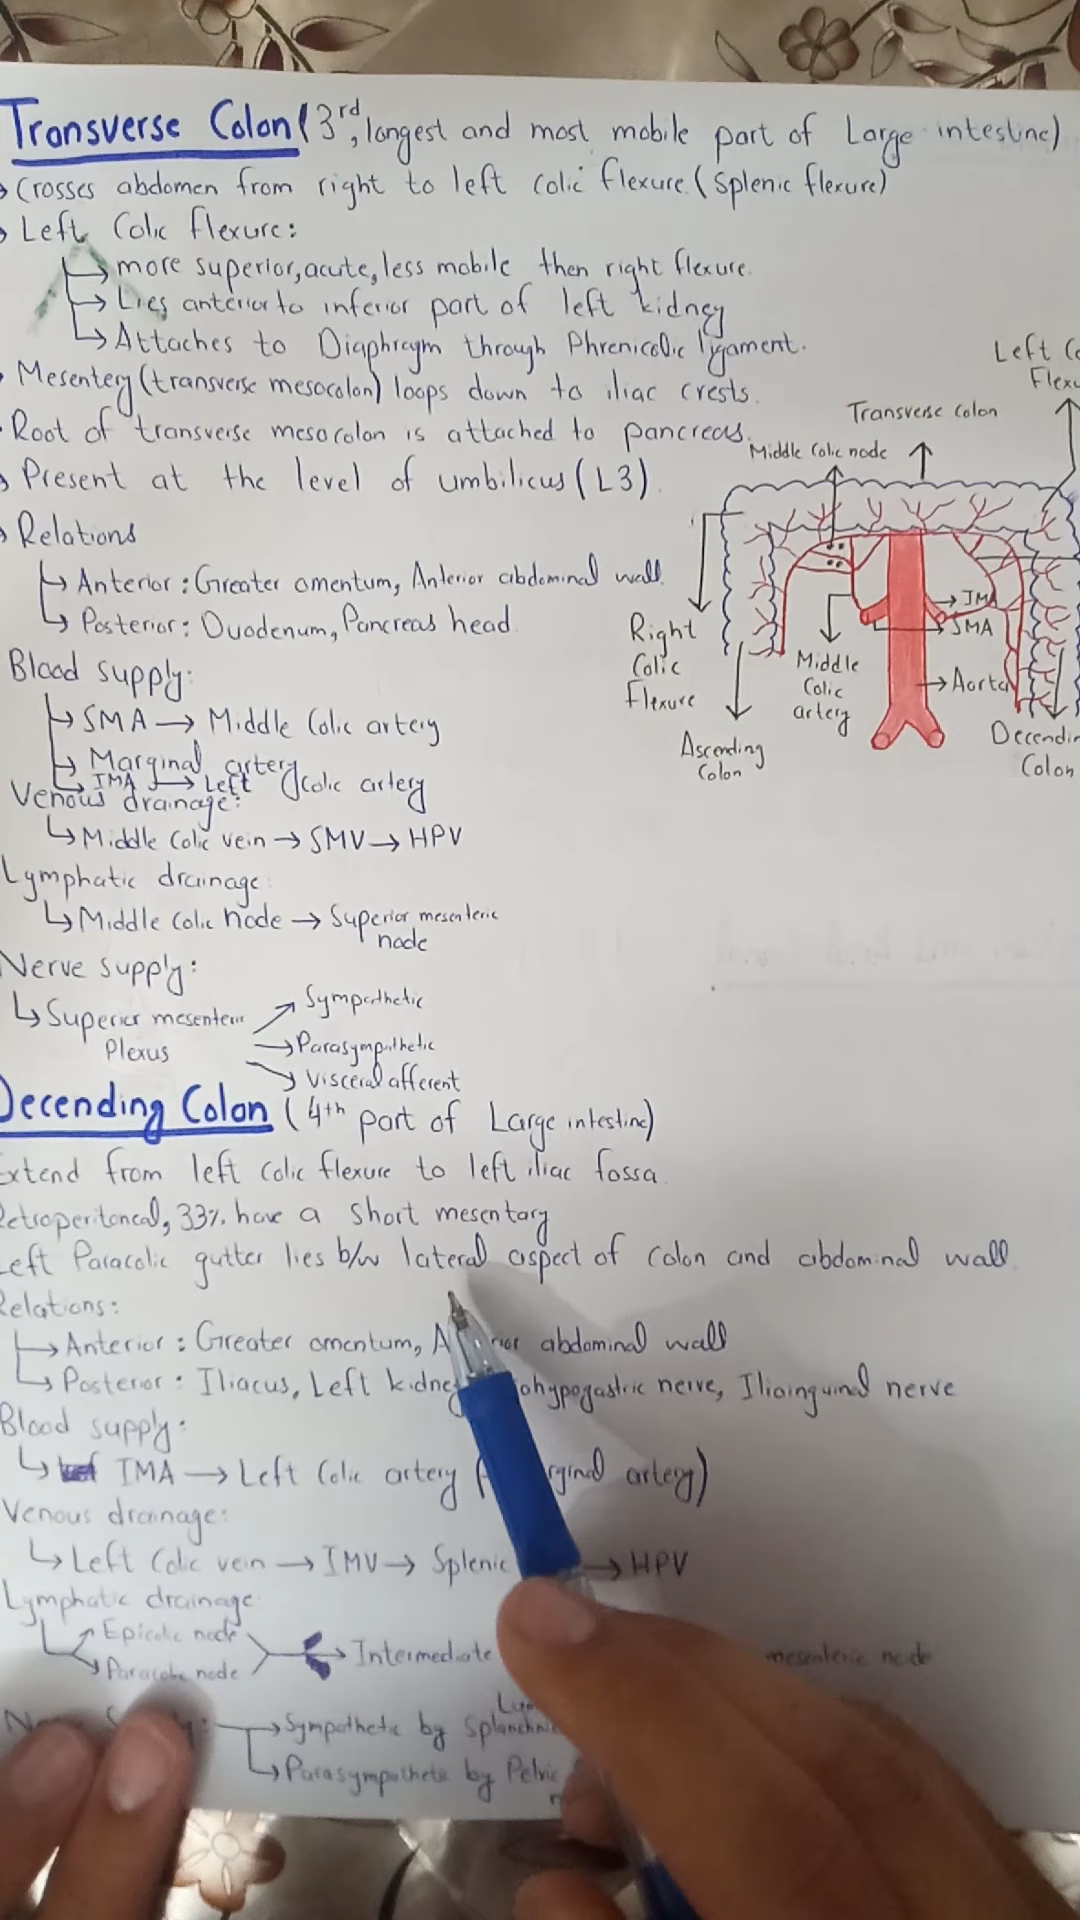 Transverse Colon (3rd, longest and most mobile part of Large intestine)
Crosses abdomen from right to left colic flexure (Splenic flexure)
Left Colic flexure:
more superior, acute, less mobile then right flexure.
Lies anterior to inferior part of left kidney
Attaches to Diaphragm through Phrenicolic ligament.
Mesentery (transverse mesocolon) loops down to iliac crests.
Root of transverse mesocolon is attached to pancreas.
Present at the level of umbilicus (L3).
Relations
Anterior: Greater omentum, Anterior abdominal wall.
Posterior: Duodenum, Pancreas head
Blood supply:
SMA → Middle Colic artery
Marginal artery
IMA → Left Colic artery
Venous drainage:
Middle Colic vein → SMV → HPV
Lymphatic drainage:
Middle Colic node → Superior mesenteric
node
Nerve supply:
Superior mesenteric
Plexus
Sympathetic
Parasympathetic
Visceral afferent
Left
Transverse colon
Middle Colic node
Right
Colic
Flexure
Ascending
Colon
Middle
Colic
artery
IMA
SMA
Aorta
Colon
Decending Colon (4th part of Large intestine)
Extend from left colic flexure to left iliac fossa.
Retroperitoneal, 33% have a short mesentary
Left Paracolic gutter lies b/w lateral aspect of colon and abdominal wall.
Relations:
Anterior: Greater omentum, abdominal wall
Posterior: Iliacus, Left nerve, Ilioinguinal nerve
Blood supply:
IMA → Left Colic artery ( artery)
Venous drainage:
Left Colic vein → IMV → Splenic → HPV
Lymphatic drainage
Epicolic node
Paracolic node
→ Intermediate mesenteric node
Sympathetic by
Parasympathetic by Pelvic